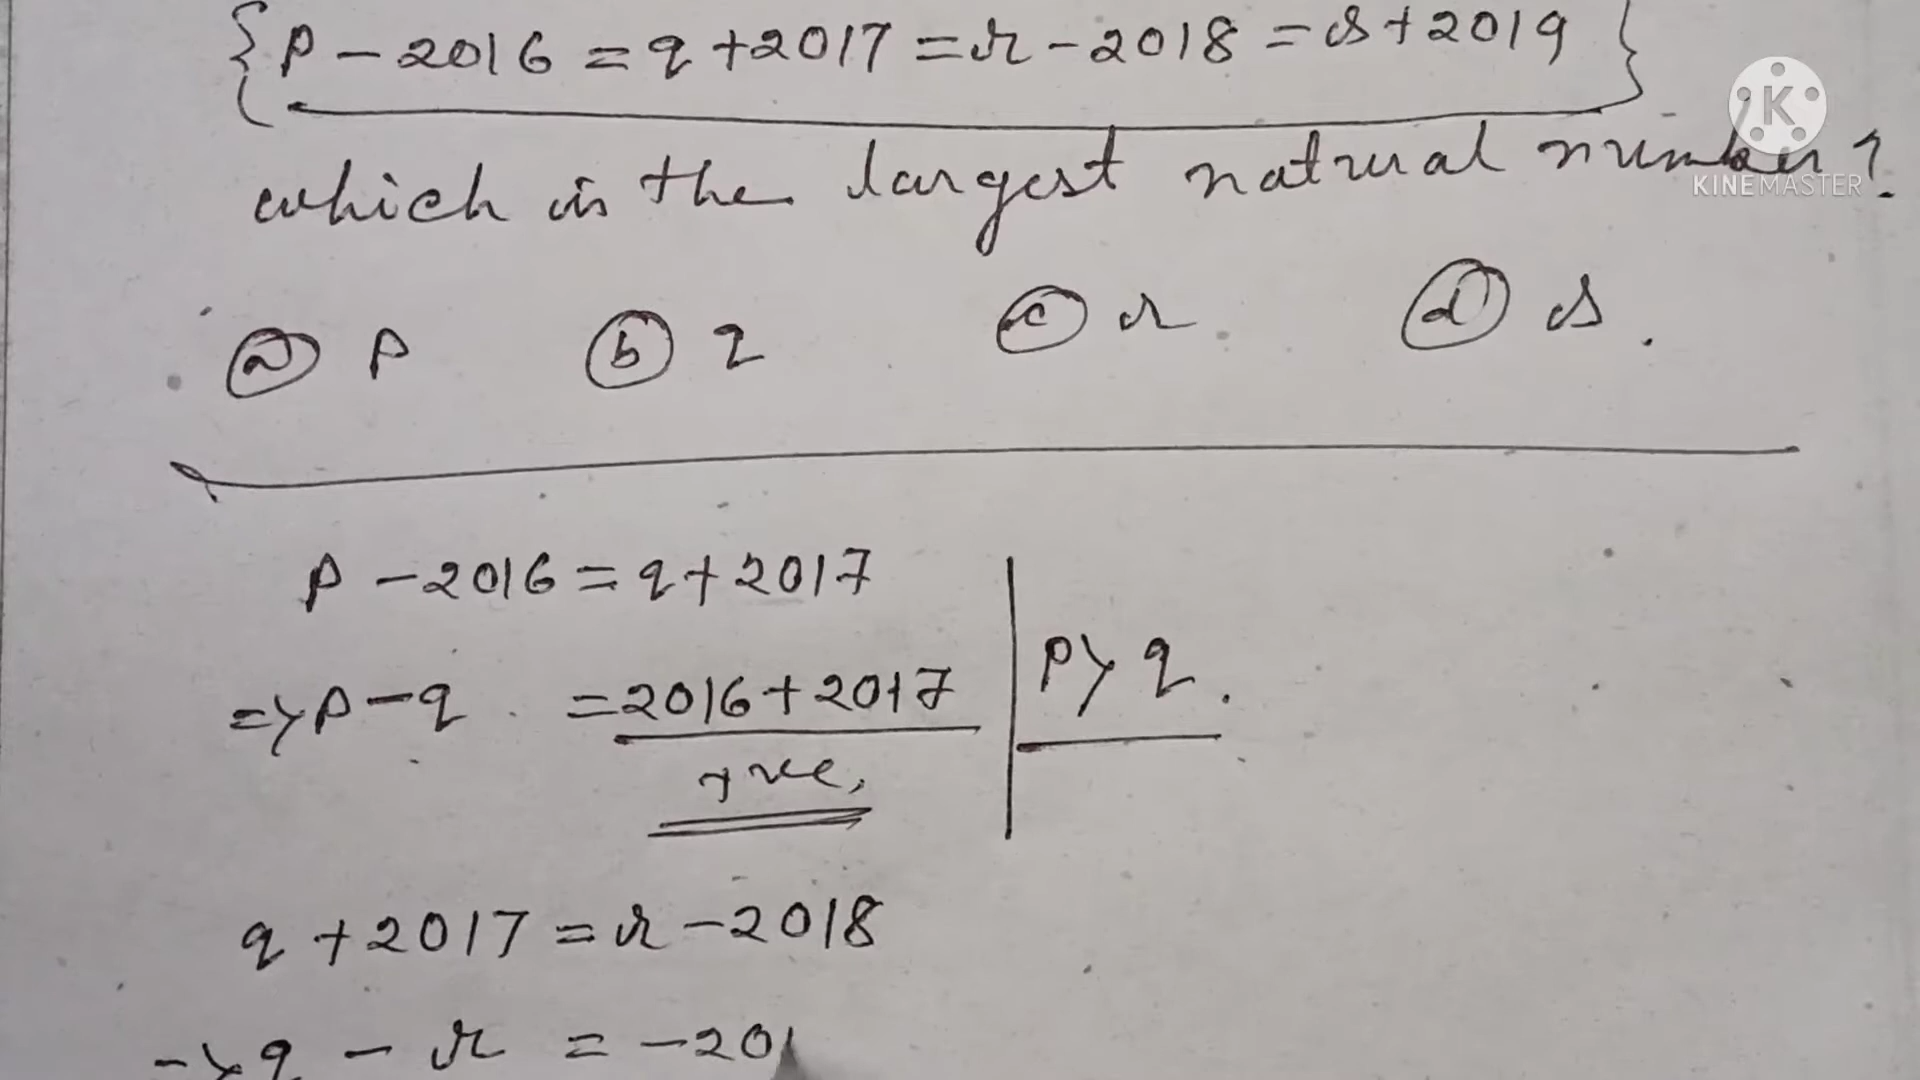 {p - 2016 = q + 2017 = r - 2018 = s + 2019}
which is the largest natural number?
KINEMASTER
(a) p (b) q (c) r (d) s.
p - 2016 = q + 2017
=> p - q = 2016 + 2017
p > q.
+ve,
q + 2017 = r - 2018
=> q - r = -201